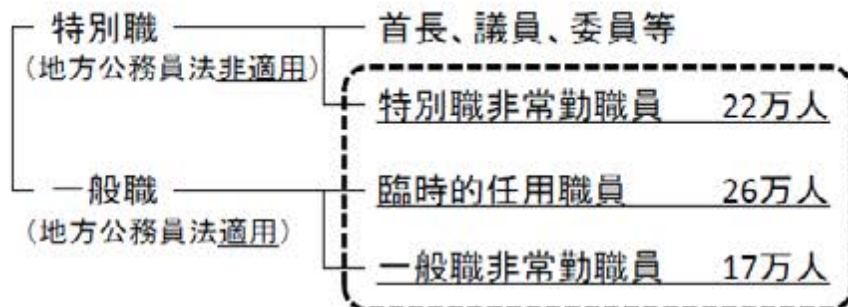 特別職 首長、議員、委員等
（地方公務員法非適用）
特別職非常勤職員 22万人
一般職 臨時的任用職員 26万人
（地方公務員法適用）
一般職非常勤職員 17万人